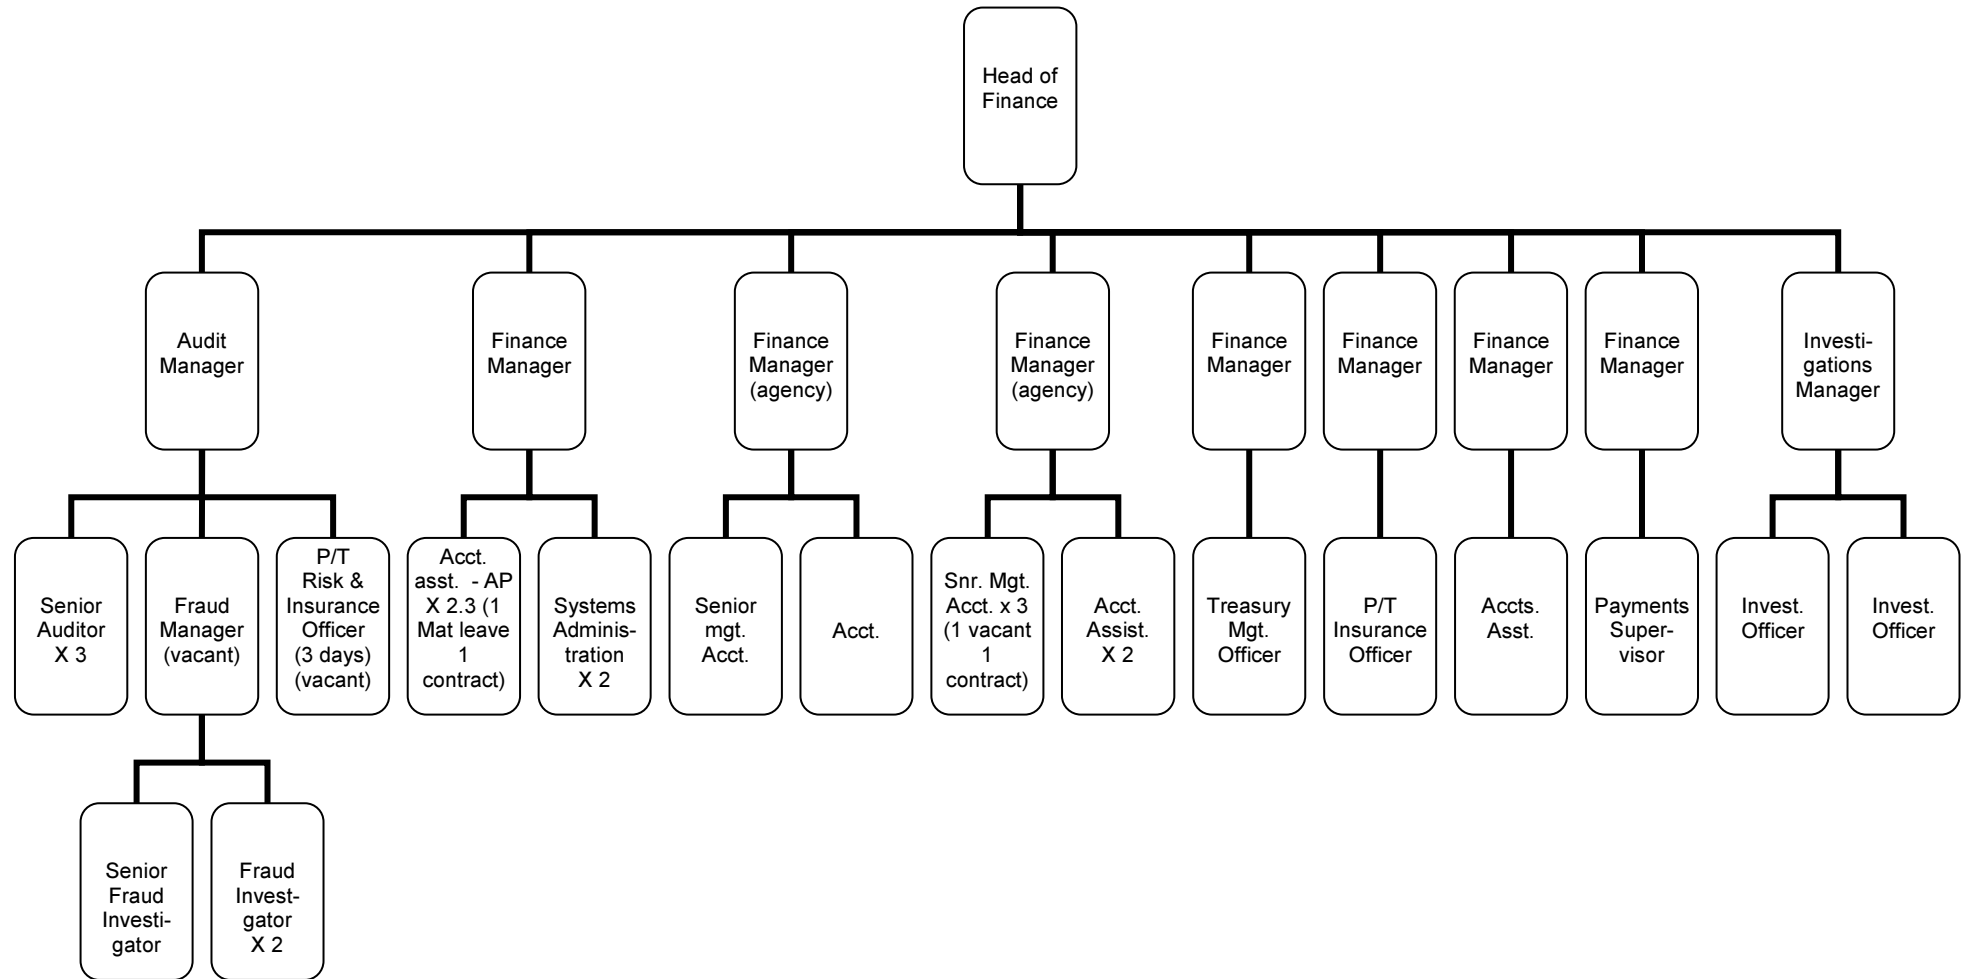 Head of
Finance
Audit
Manager
Finance
Manager
Finance
Manager
(agency)
Finance
Manager
(agency)
Finance
Manager
Finance
Manager
Finance
Manager
Finance
Manager
Investi-
gations
Manager
Senior
Auditor
X 3
Fraud
Manager
(vacant)
P/T
Risk &
Insurance
Officer
(3 days)
(vacant)
Acct.
asst.  - AP
X 2.3 (1
Mat leave
1
contract)
Systems
Adminis-
tration
X 2
Senior
mgt.
Acct.
Acct.
Snr. Mgt.
Acct. x 3
(1 vacant
1
contract)
Acct.
Assist.
X 2
Treasury
Mgt.
Officer
P/T
Insurance
Officer
Accts.
Asst.
Payments
Super-
visor
Invest.
Officer
Invest.
Officer
Senior
Fraud
Investi-
gator
Fraud
Invest-
gator
X 2